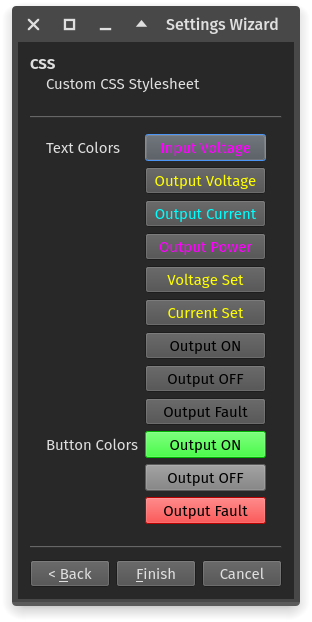 Settings Wizard
CSS
Custom CSS Stylesheet
Text Colors
Input Voltage
Output Voltage
Output Current
Output Power
Voltage Set
Current Set
Output ON
Output OFF
Output Fault
Button Colors
Output ON
Output OFF
Output Fault
< Back
Finish
Cancel